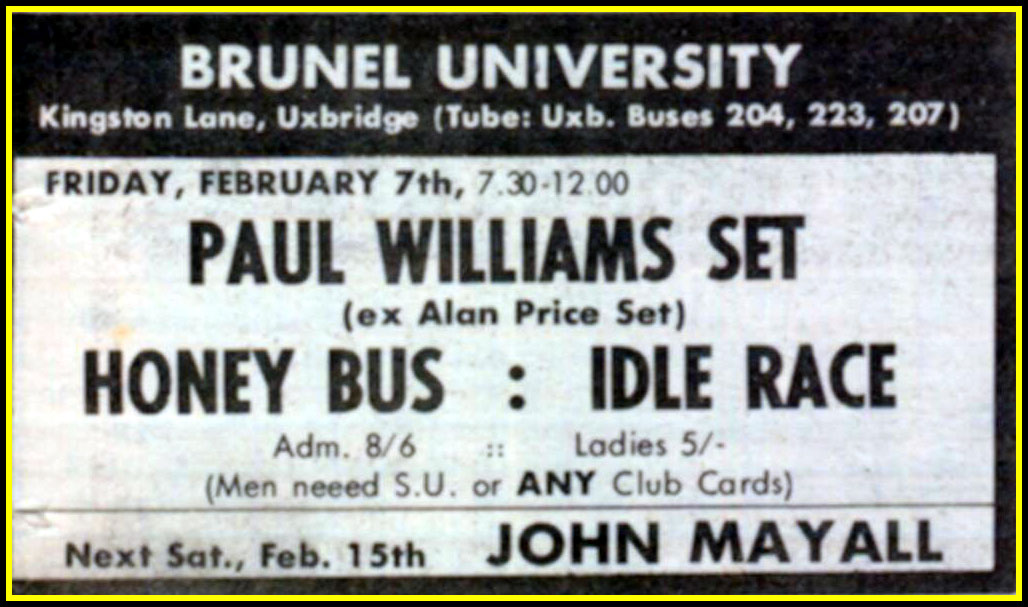 BRUNEL UNIVERSITY
Kingston Lane, Uxbridge (Tube: Uxb. Buses 204, 223, 207)
FRIDAY, FEBRUARY 7th, 7.30-12.00
PAUL WILLIAMS SET
(ex Alan Price Set)
HONEY BUS : IDLE RACE
Adm. 8/6 :: Ladies 5/-
(Men neeed S.U. or ANY Club Cards)
Next Sat., Feb. 15th JOHN MAYALL